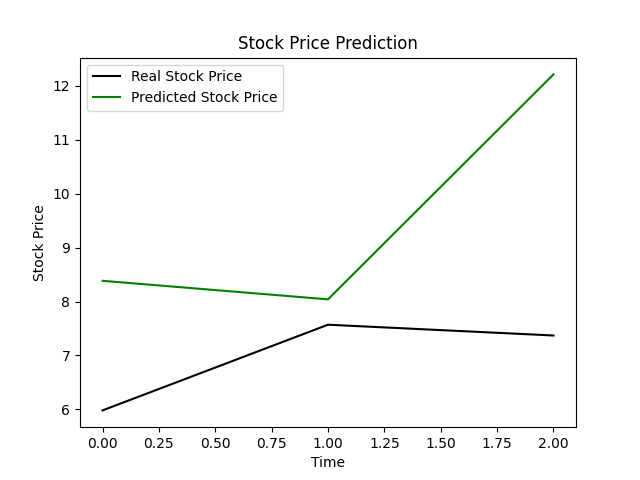 Stock Price Prediction
Real Stock Price
Predicted Stock Price
Stock Price
12
11
10
9
8
7
6
0.00 0.25 0.50 0.75 1.00 1.25 1.50 1.75 2.00
Time